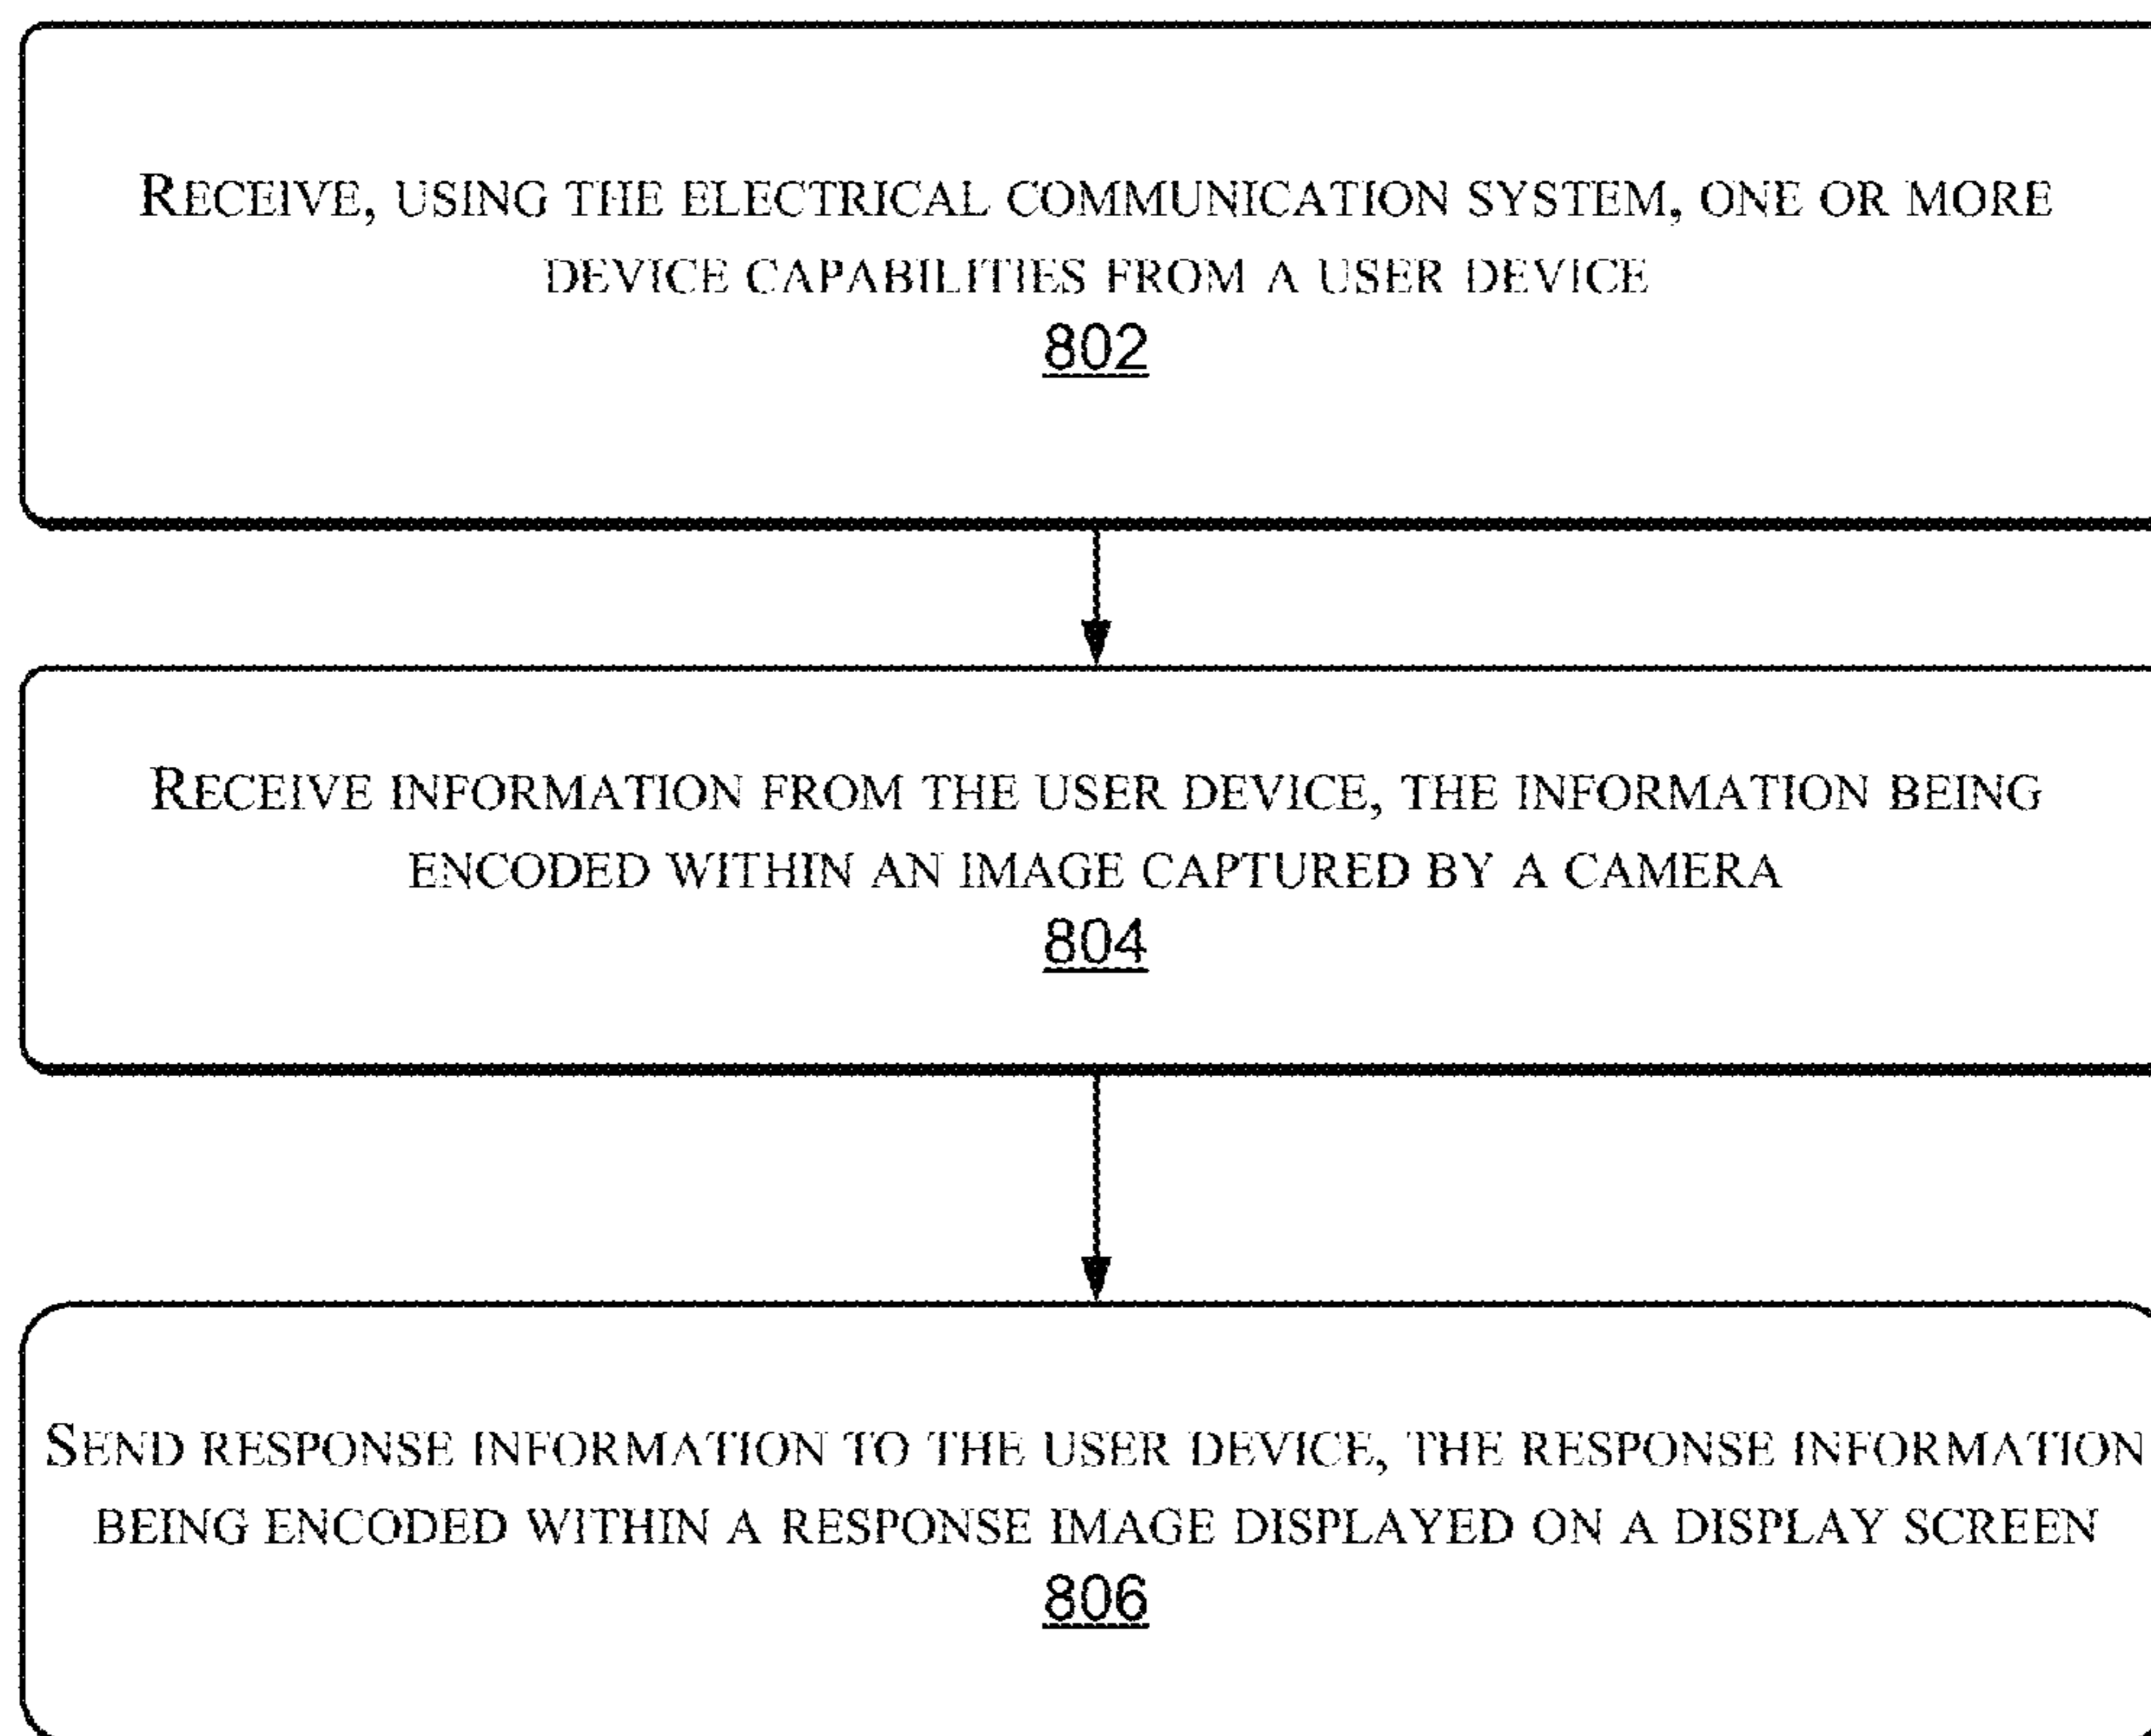 RECEIVE, USING THE ELECTRICAL COMMUNICATION SYSTEM, ONE OR MORE
DEVICE CAPABILITIES FROM A USER DEVICE
802
RECEIVE INFORMATION FROM THE USER DEVICE, THE INFORMATION BEING
ENCODED WITHIN AN IMAGE CAPTURED BY A CAMERA
804
SEND RESPONSE INFORMATION TO THE USER DEVICE, THE RESPONSE INFORMATION
BEING ENCODED WITHIN A RESPONSE IMAGE DISPLAYED ON A DISPLAY SCREEN
806